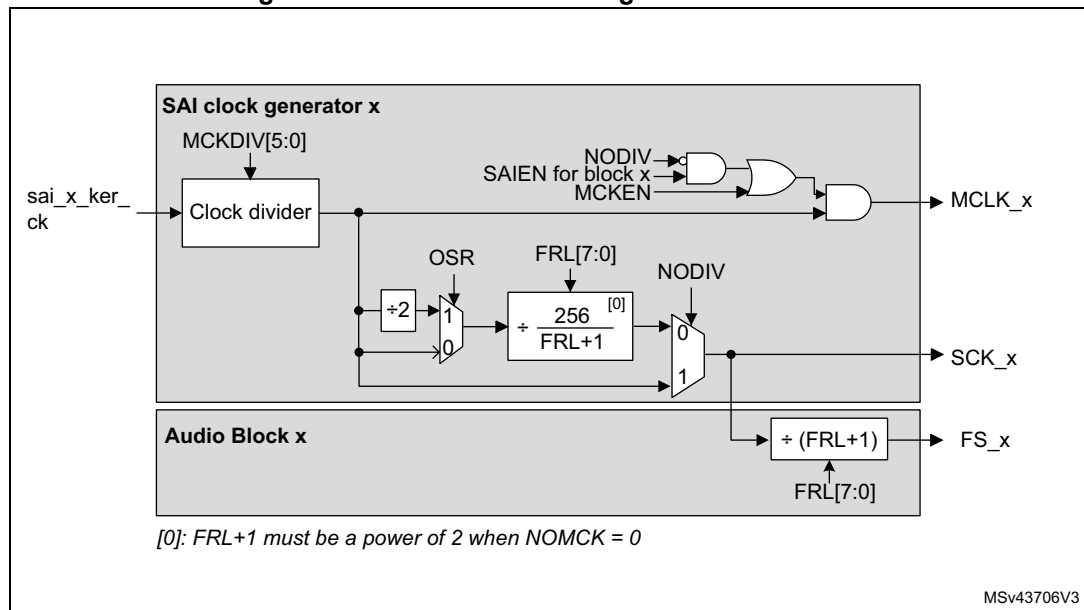 SAI clock generator x
MCKDIV[5:0]
NODIV
SAIEN for block x
MCKEN
sai_x_ker_
ck
Clock divider
MCLK_x
OSR
FRL[7:0]
NODIV
÷2
1
0
÷ 256
FRL+1
[0]
0
1
SCK_x
Audio Block x
÷ (FRL+1)
FS_x
FRL[7:0]
[0]: FRL+1 must be a power of 2 when NOMCK = 0
MSv43706V3